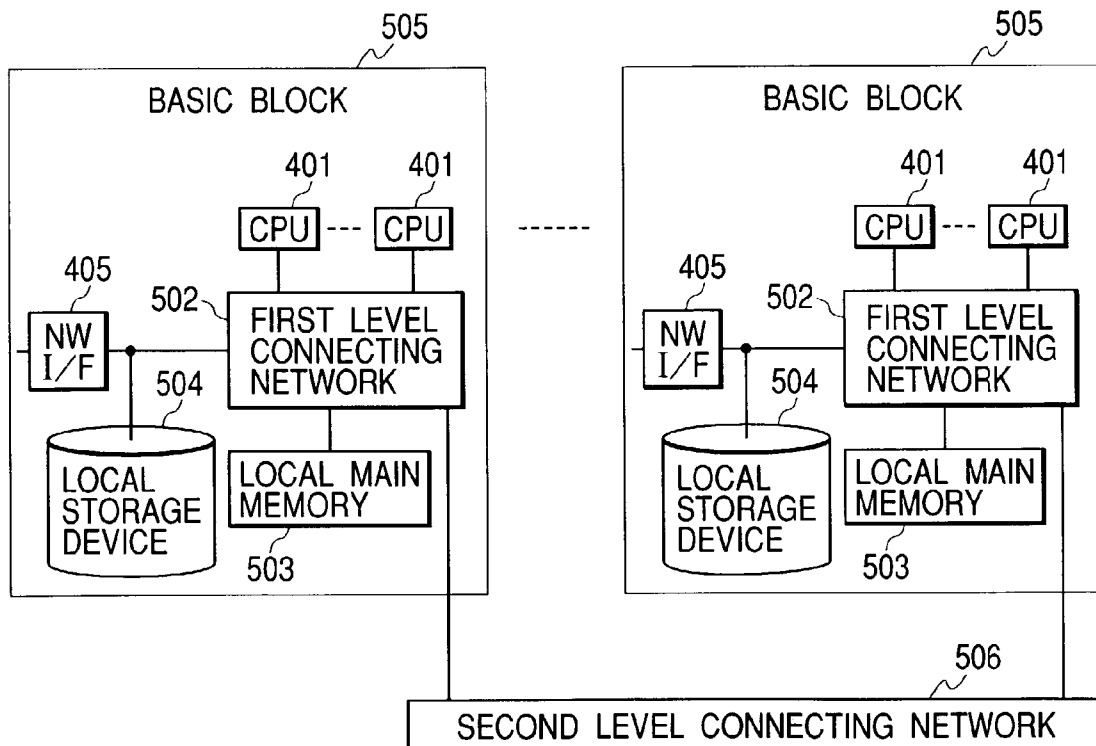 505
BASIC BLOCK
401
401
CPU
CPU
405
502
NW
I/F
FIRST LEVEL
CONNECTING
NETWORK
504
LOCAL
STORAGE
DEVICE
LOCAL MAIN
MEMORY
503
505
BASIC BLOCK
401
401
CPU
CPU
405
502
NW
I/F
FIRST LEVEL
CONNECTING
NETWORK
504
LOCAL
STORAGE
DEVICE
LOCAL MAIN
MEMORY
503
506
SECOND LEVEL CONNECTING NETWORK